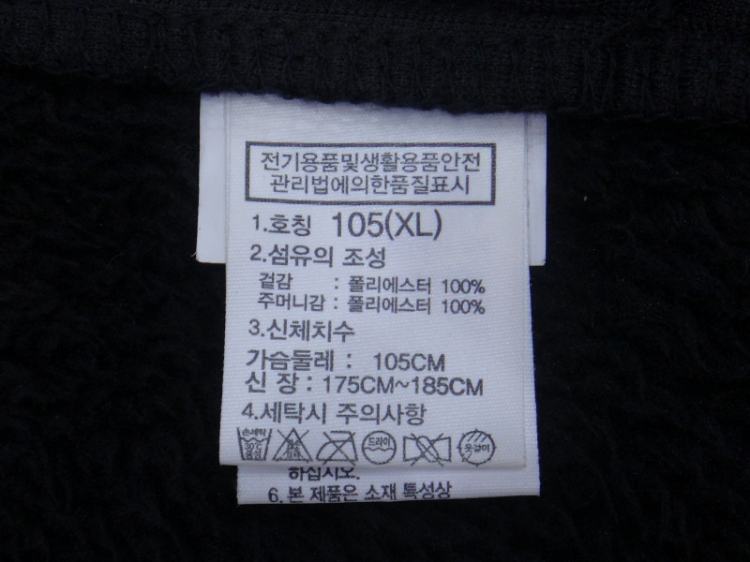 전기용품및생활용품안전
관리법에의한품질표시
1.호칭 105(XL)
2.섬유의 조성
겉감 : 폴리에스터 100%
주머니감 : 폴리에스터 100%
3.신체치수
가슴둘레 : 105CM
신 장 : 175CM~185CM
4.세탁시 주의사항
손세탁 30℃ 중성 드라이 옷걸이
하십시오.
6. 본 제품은 소재 특성상